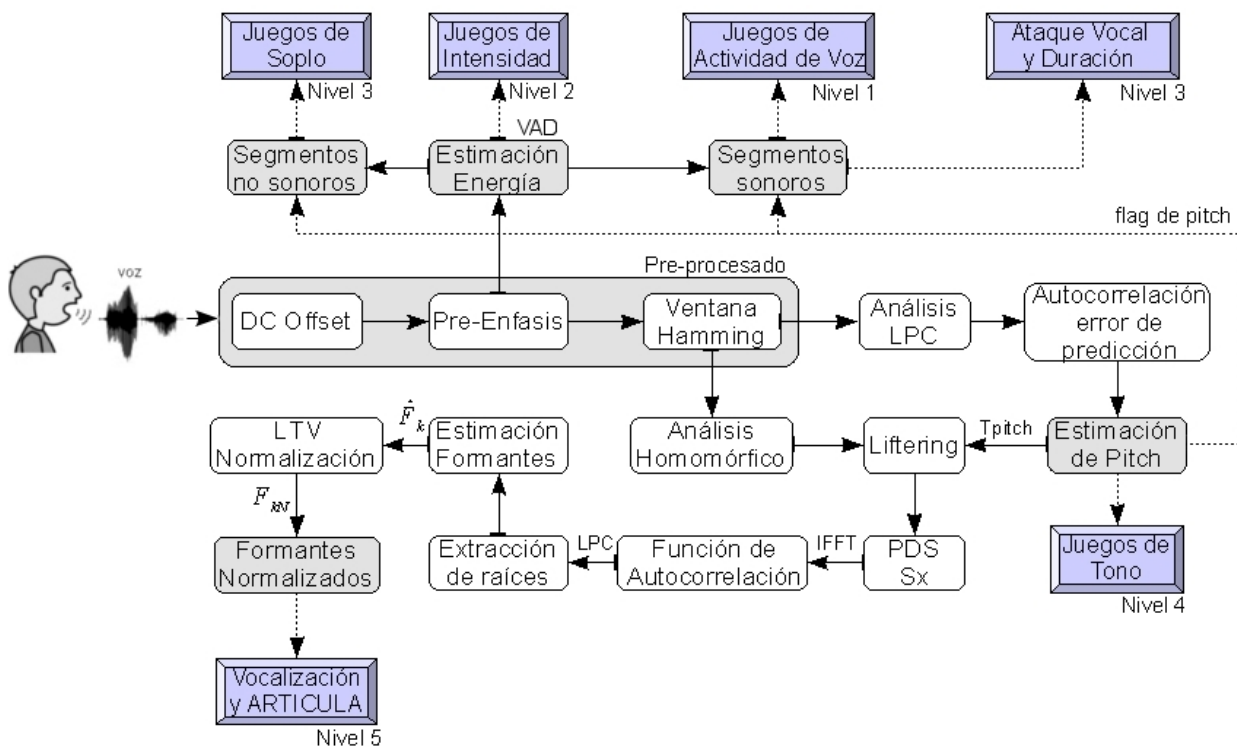 Juegos de
Soplo
Nivel 3
Juegos de
Intensidad
Nivel 2
Juegos de
Actividad de Voz
Nivel 1
Ataque Vocal
y Duración
Nivel 3
VAD
Segmentos
no sonoros
Estimación
Energía
Segmentos
sonoros
flag de pitch
voz
Pre-procesado
DC Offset
Pre-Enfasis
Ventana
Hamming
Análisis
LPC
Autocorrelación
error de
predicción
LTV
Normalización
F̂k
Estimación
Formantes
Análisis
Homomórfico
Liftering
Tpitch
Estimación
de Pitch
FkN
Formantes
Normalizados
Extracción
de raíces
LPC
Función de
Autocorrelación
IFFT
PDS
Sx
Juegos de
Tono
Nivel 4
Vocalización
y ARTICULA
Nivel 5